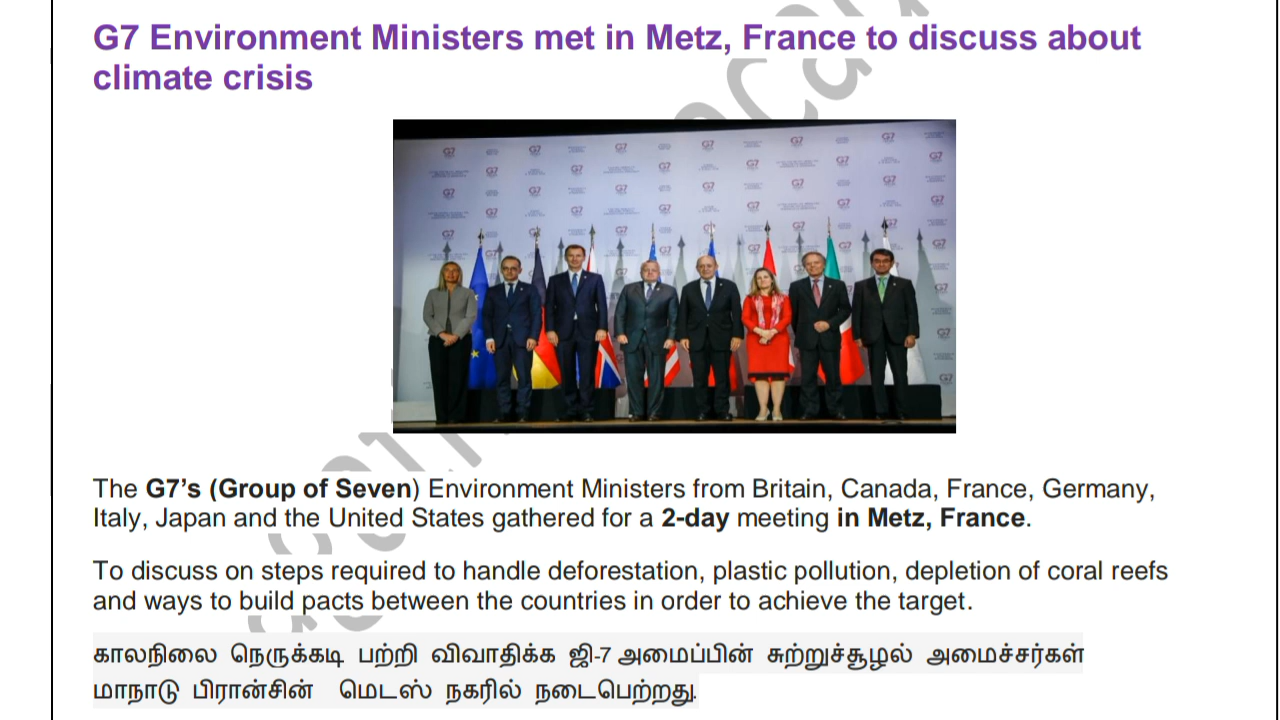 G7 Environment Ministers met in Metz, France to discuss about
climate crisis
The G7's (Group of Seven) Environment Ministers from Britain, Canada, France, Germany,
Italy, Japan and the United States gathered for a 2-day meeting in Metz, France.
To discuss on steps required to handle deforestation, plastic pollution, depletion of coral reefs
and ways to build pacts between the countries in order to achieve the target.
காலநிலை நெருக்கடி பற்றி விவாதிக்க ஜி-7 அமைப்பின் சுற்றுச்சூழல் அமைச்சர்கள்
மாநாடு பிரான்சின் மெடஸ் நகரில் நடைபெற்றது.